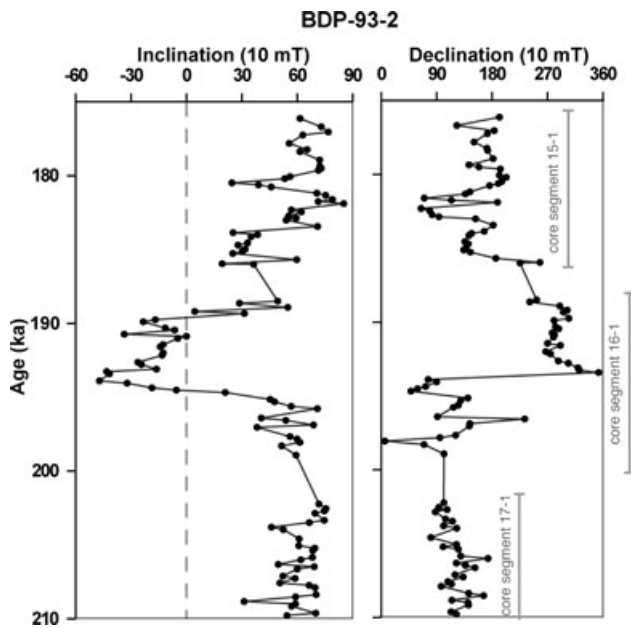 BDP-93-2
Inclination (10 mT)
Declination (10 mT)
-60 -30 0 30 60 90
0 90 180 270 360
180
190
200
210
Age (ka)
core segment 15-1
core segment 16-1
core segment 17-1